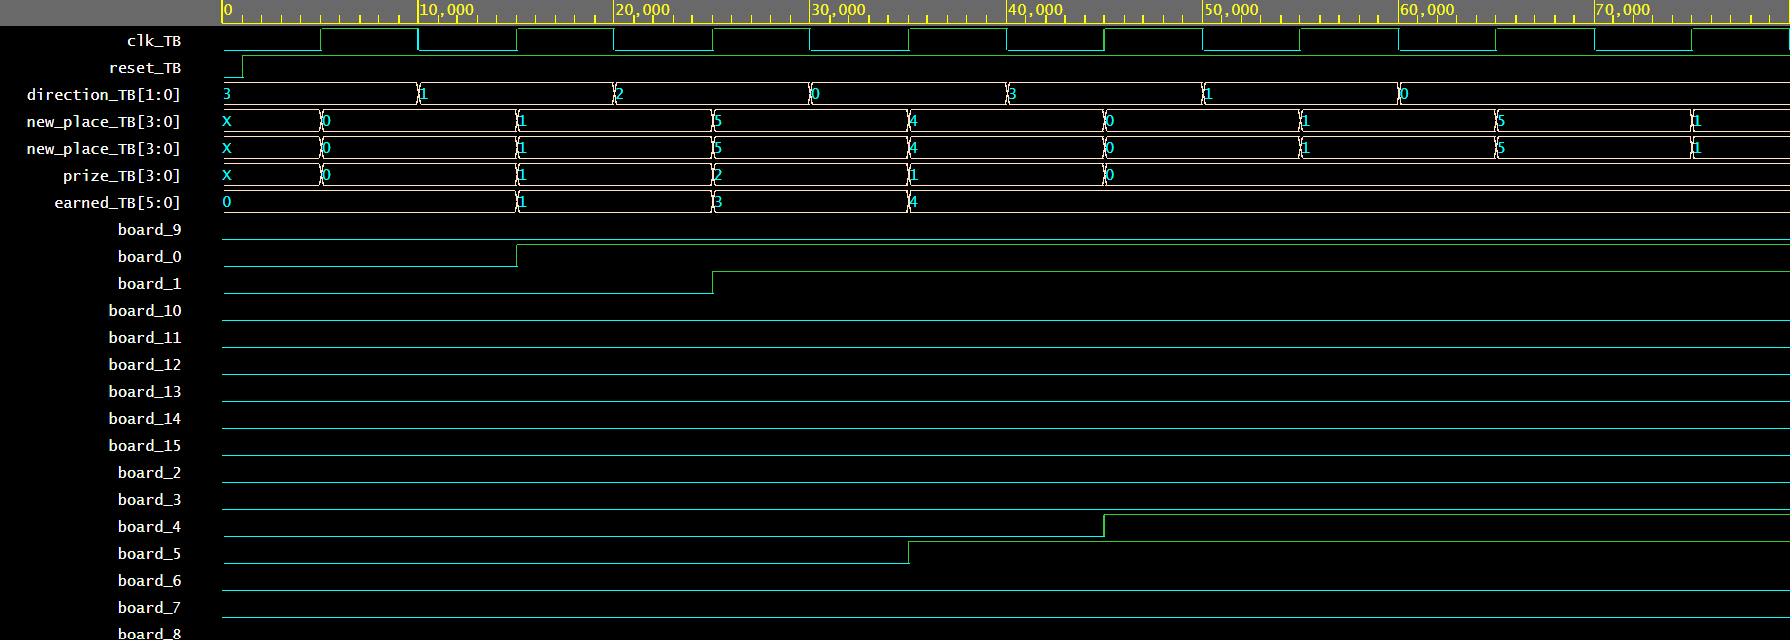 0 10,000 20,000 30,000 40,000 50,000 60,000 70,000
clk_TB
reset_TB
direction_TB[1:0] 3 1 2 0 3 1 0
new_place_TB[3:0] X 0 1 5 4 0 1 5 1
new_place_TB[3:0] X 0 1 5 4 0 1 5 1
prize_TB[3:0] X 0 1 2 1 0
earned_TB[5:0] 0 1 3 4
board_9
board_0
board_1
board_10
board_11
board_12
board_13
board_14
board_15
board_2
board_3
board_4
board_5
board_6
board_7
board_8